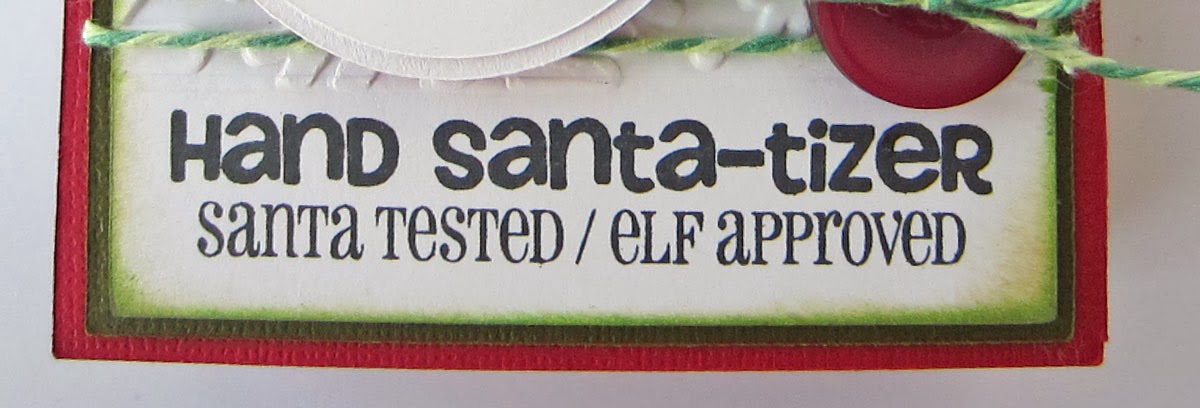 Hand Santa-tizer
Santa Tested / Elf Approved